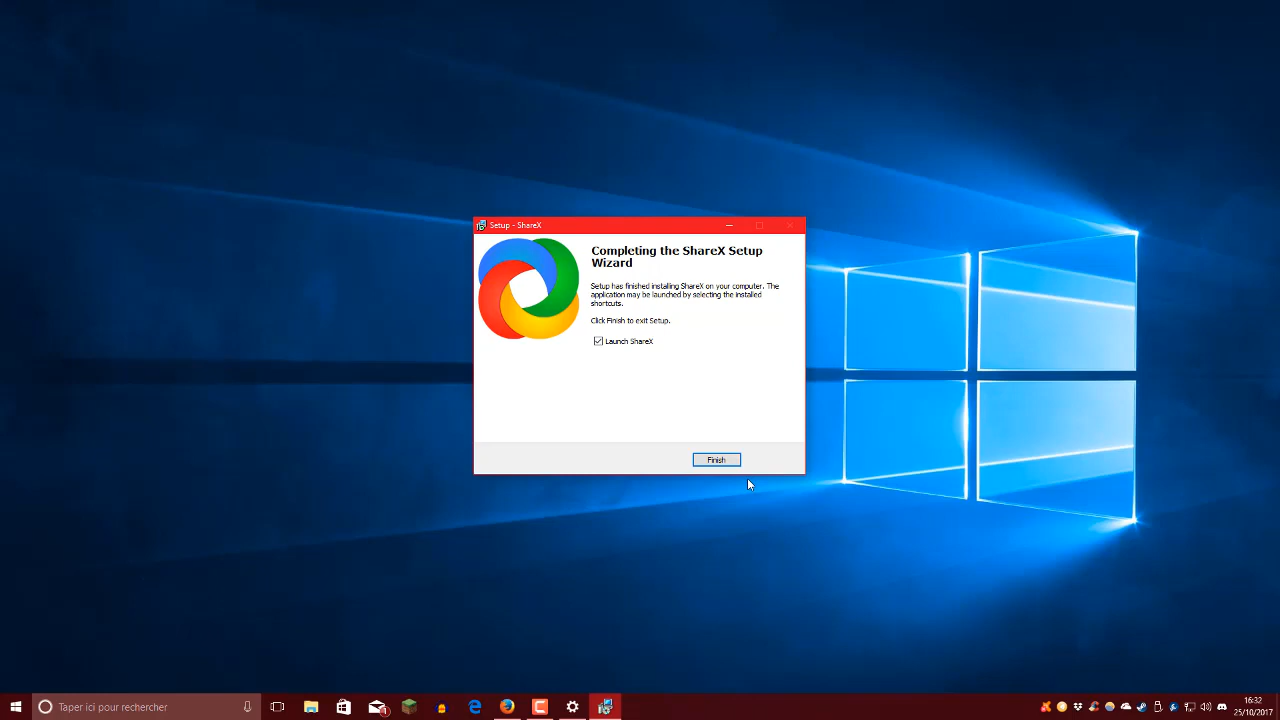 Setup - ShareX
Completing the ShareX Setup
Wizard
Setup has finished installing ShareX on your computer. The
application may be launched by selecting the installed
shortcuts.
Click Finish to exit Setup.
Launch ShareX
Finish
Taper ici pour rechercher
16:32
25/10/2017